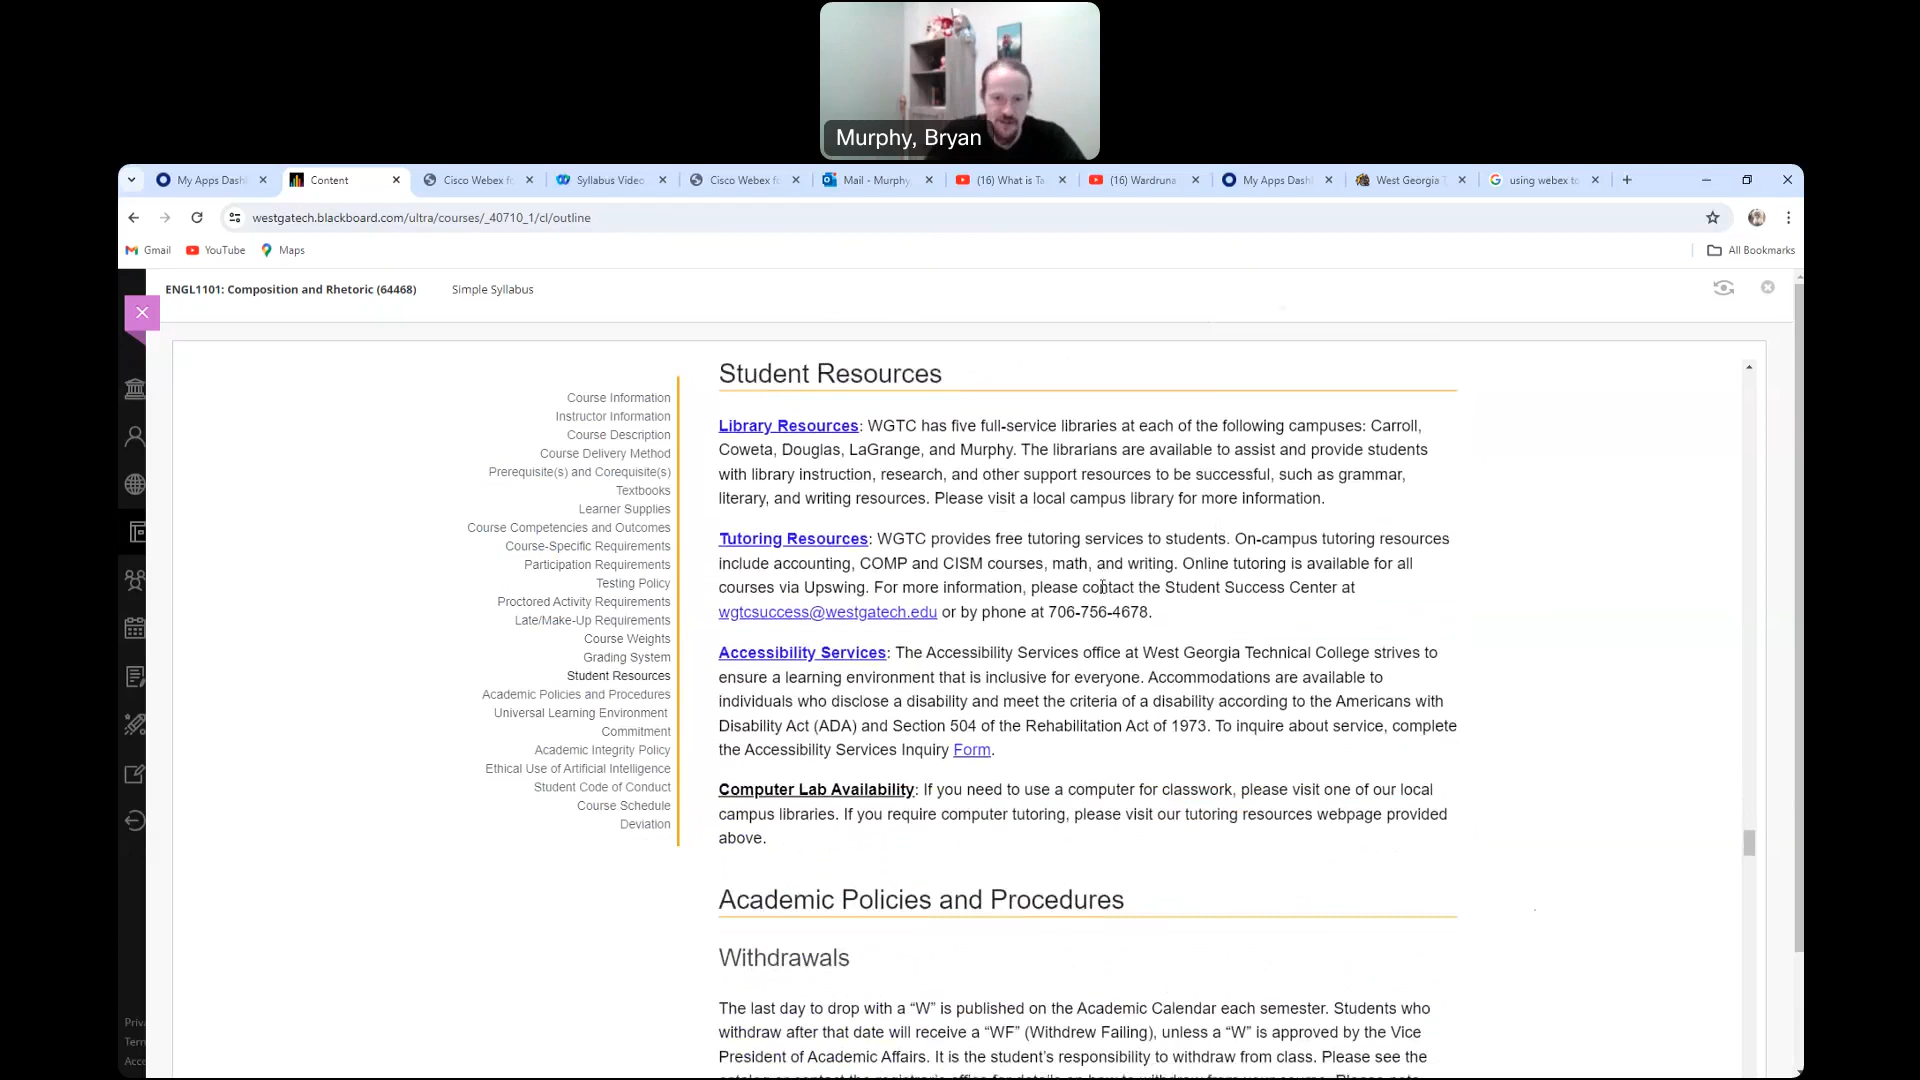 Murphy, Bryan
My Apps Dash
Content
Cisco Webex fo
Syllabus Video
Cisco Webex fo
Mail - Murphy,
(16) What is Ta
(16) Wardruna
My Apps Dash
West Georgia T
using webex to
westgatech.blackboard.com/ultra/courses/_40710_1/cl/outline
Gmail
YouTube
Maps
All Bookmarks
ENGL1101: Composition and Rhetoric (64468)
Simple Syllabus
Course Information
Instructor Information
Course Description
Course Delivery Method
Prerequisite(s) and Corequisite(s)
Textbooks
Learner Supplies
Course Competencies and Outcomes
Course-Specific Requirements
Participation Requirements
Testing Policy
Proctored Activity Requirements
Late/Make-Up Requirements
Course Weights
Grading System
Student Resources
Academic Policies and Procedures
Universal Learning Environment
Commitment
Academic Integrity Policy
Ethical Use of Artificial Intelligence
Student Code of Conduct
Course Schedule
Deviation
Student Resources
Library Resources: WGTC has five full-service libraries at each of the following campuses: Carroll,
Coweta, Douglas, LaGrange, and Murphy. The librarians are available to assist and provide students
with library instruction, research, and other support resources to be successful, such as grammar,
literary, and writing resources. Please visit a local campus library for more information.
Tutoring Resources: WGTC provides free tutoring services to students. On-campus tutoring resources
include accounting, COMP and CISM courses, math, and writing. Online tutoring is available for all
courses via Upswing. For more information, please contact the Student Success Center at
wgtcsuccess@westgatech.edu or by phone at 706-756-4678.
Accessibility Services: The Accessibility Services office at West Georgia Technical College strives to
ensure a learning environment that is inclusive for everyone. Accommodations are available to
individuals who disclose a disability and meet the criteria of a disability according to the Americans with
Disability Act (ADA) and Section 504 of the Rehabilitation Act of 1973. To inquire about service, complete
the Accessibility Services Inquiry Form.
Computer Lab Availability: If you need to use a computer for classwork, please visit one of our local
campus libraries. If you require computer tutoring, please visit our tutoring resources webpage provided
above.
Academic Policies and Procedures
Withdrawals
The last day to drop with a “W” is published on the Academic Calendar each semester. Students who
withdraw after that date will receive a “WF” (Withdrew Failing), unless a “W” is approved by the Vice
President of Academic Affairs. It is the student’s responsibility to withdraw from class. Please see the
Priva
Term
Acce